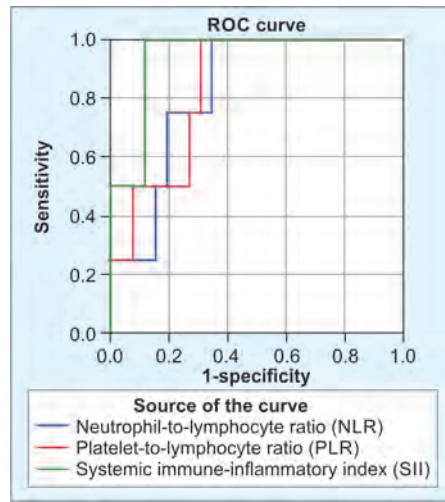 ROC curve
1.0
0.8
0.6
0.4
0.2
0.0
Sensitivity
0.0 0.2 0.4 0.6 0.8 1.0
1-specificity
Source of the curve
Neutrophil-to-lymphocyte ratio (NLR)
Platelet-to-lymphocyte ratio (PLR)
Systemic immune-inflammatory index (SII)